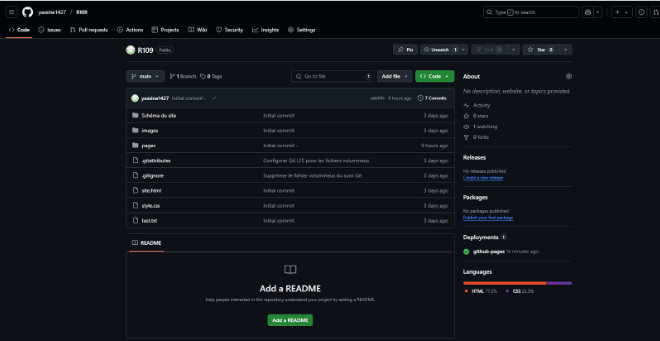 yassine1427 / R109
Type / to search
Code
Issues
Pull requests
Actions
Projects
Wiki
Security
Insights
Settings
R109 Public
Pin
Unwatch 1
Star 0
main
1 Branch
0 Tags
Go to file
t
Add file
Code
yassine1427 Initial commit -
9 hours ago
7 Commits
Schéma du site Initial commit 3 days ago
images Initial commit 3 days ago
pages Initial commit - 9 hours ago
.gitattributes Configurer Git LFS pour les fichiers volumineux 3 days ago
.gitignore Supprimer le fichier volumineux du suivi Git 3 days ago
site.html Initial commit 3 days ago
style.css Initial commit 3 days ago
test.txt Initial commit 3 days ago
README
Add a README
Help people interested in this repository understand your project by adding a README.
Add a README
About
No description, website, or topics provided.
Activity
0 stars
1 watching
0 forks
Releases
No releases published
Create a new release
Packages
No packages published
Publish your first package
Deployments 1
github-pages 14 minutes ago
Languages
HTML 77.5% CSS 22.5%